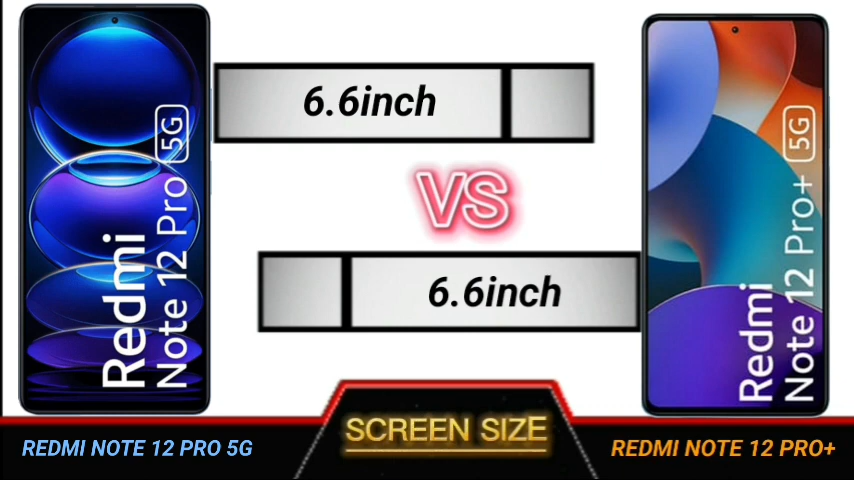 Redmi
Note 12 Pro 5G
6.6inch
VS
6.6inch
Redmi
Note 12 Pro+ 5G
REDMI NOTE 12 PRO 5G
SCREEN SIZE
REDMI NOTE 12 PRO+